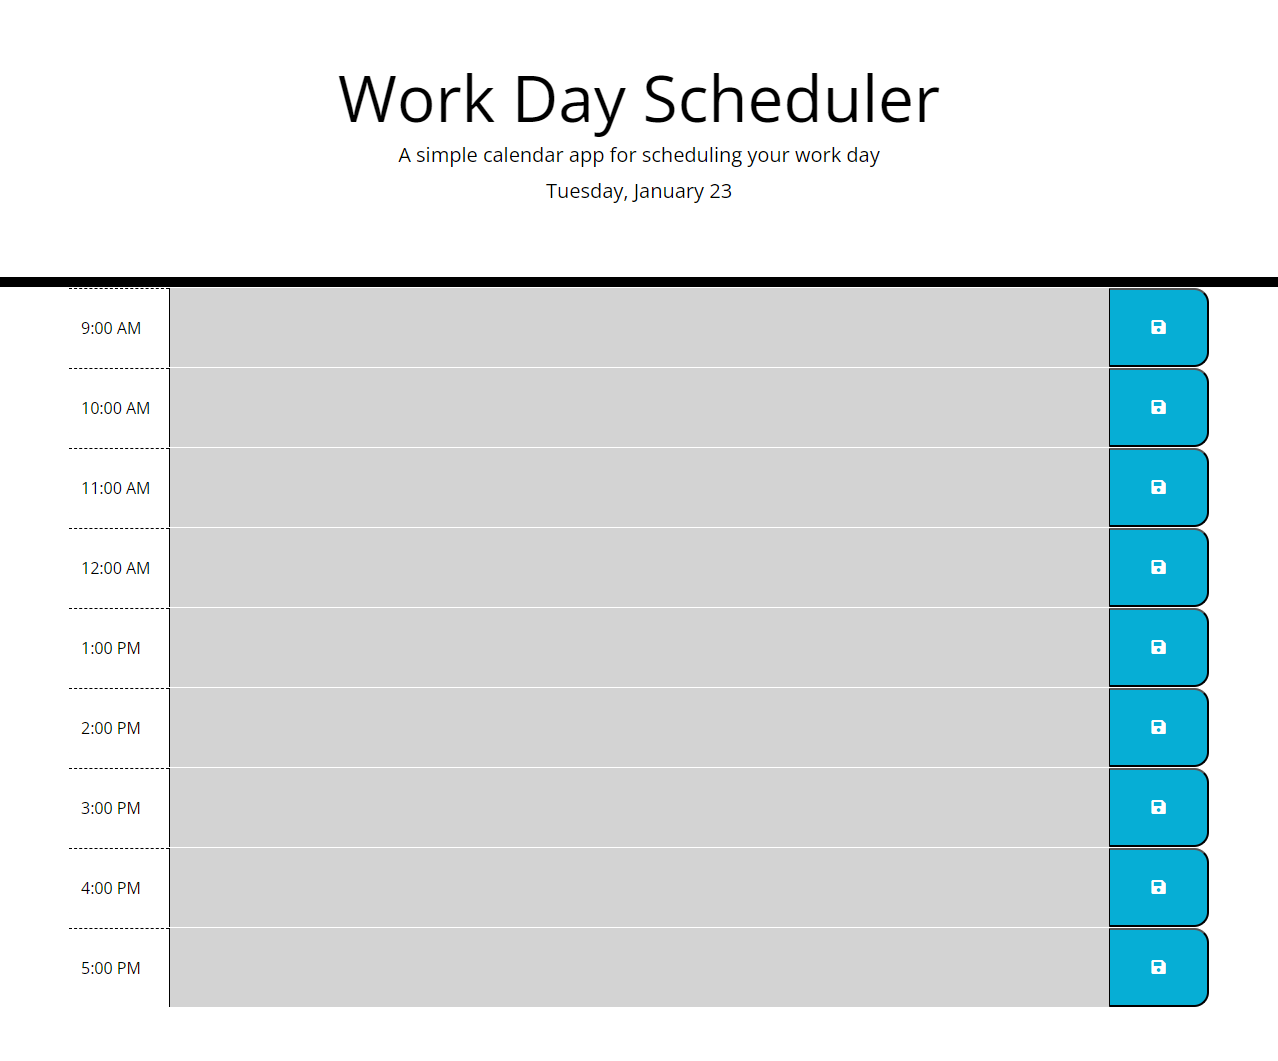 Work Day Scheduler
A simple calendar app for scheduling your work day
Tuesday, January 23
9:00 AM
10:00 AM
11:00 AM
12:00 AM
1:00 PM
2:00 PM
3:00 PM
4:00 PM
5:00 PM